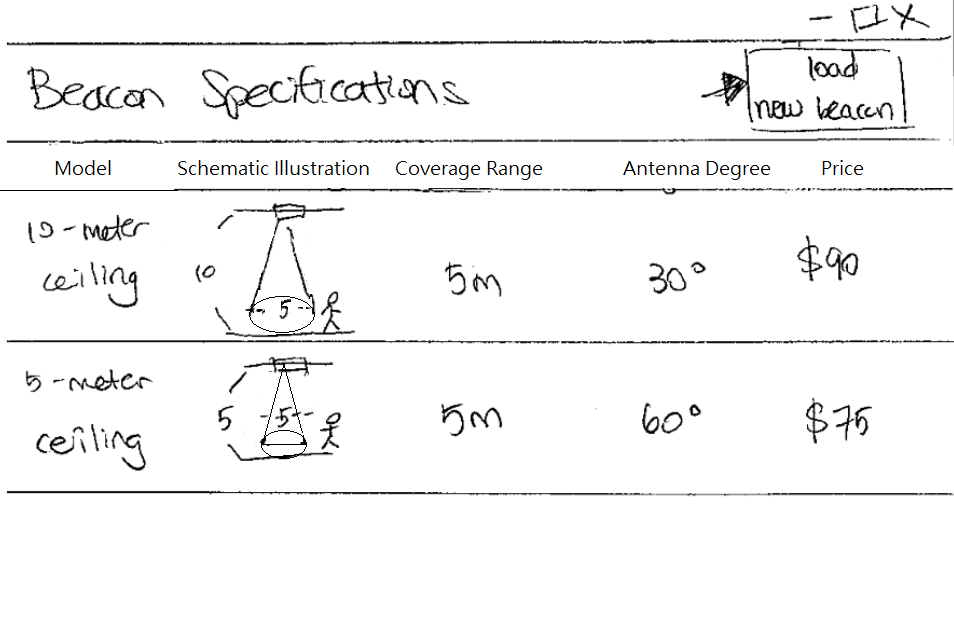 - □ X
load
new beacon
Beacon Specifications
Model Schematic Illustration Coverage Range Antenna Degree Price
10-meter
ceiling
10
5
5m
30°
$90
5-meter
ceiling
5
5
5m
60°
$75